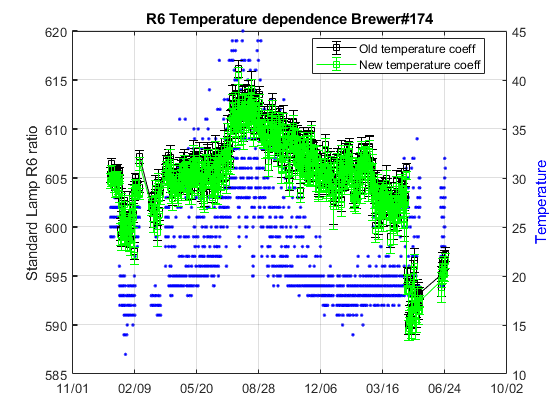 R6 Temperature dependence Brewer#174
Old temperature coeff
New temperature coeff
Standard Lamp R6 ratio
620
615
610
605
600
595
590
585
45
40
35
30
25
20
15
10
Temperature
11/01 02/09 05/20 08/28 12/06 03/16 06/24 10/02